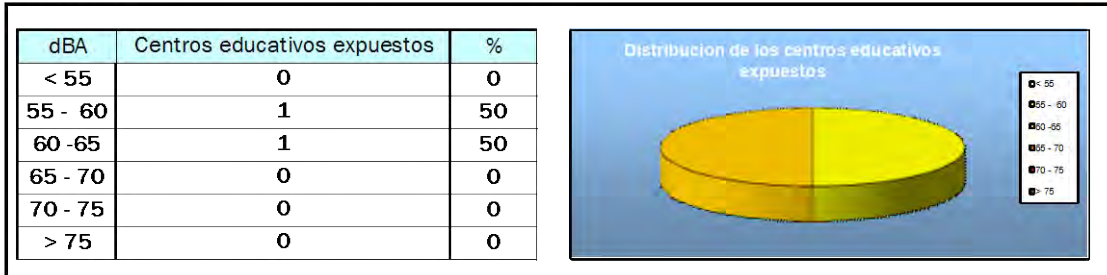 dBA Centros educativos expuestos %
< 55 0 0
55 - 60 1 50
60 -65 1 50
65 - 70 0 0
70 - 75 0 0
> 75 0 0
Distribucion de los centros educativos
expuestos
< 55
55 - 60
60 -65
65 - 70
70 - 75
> 75